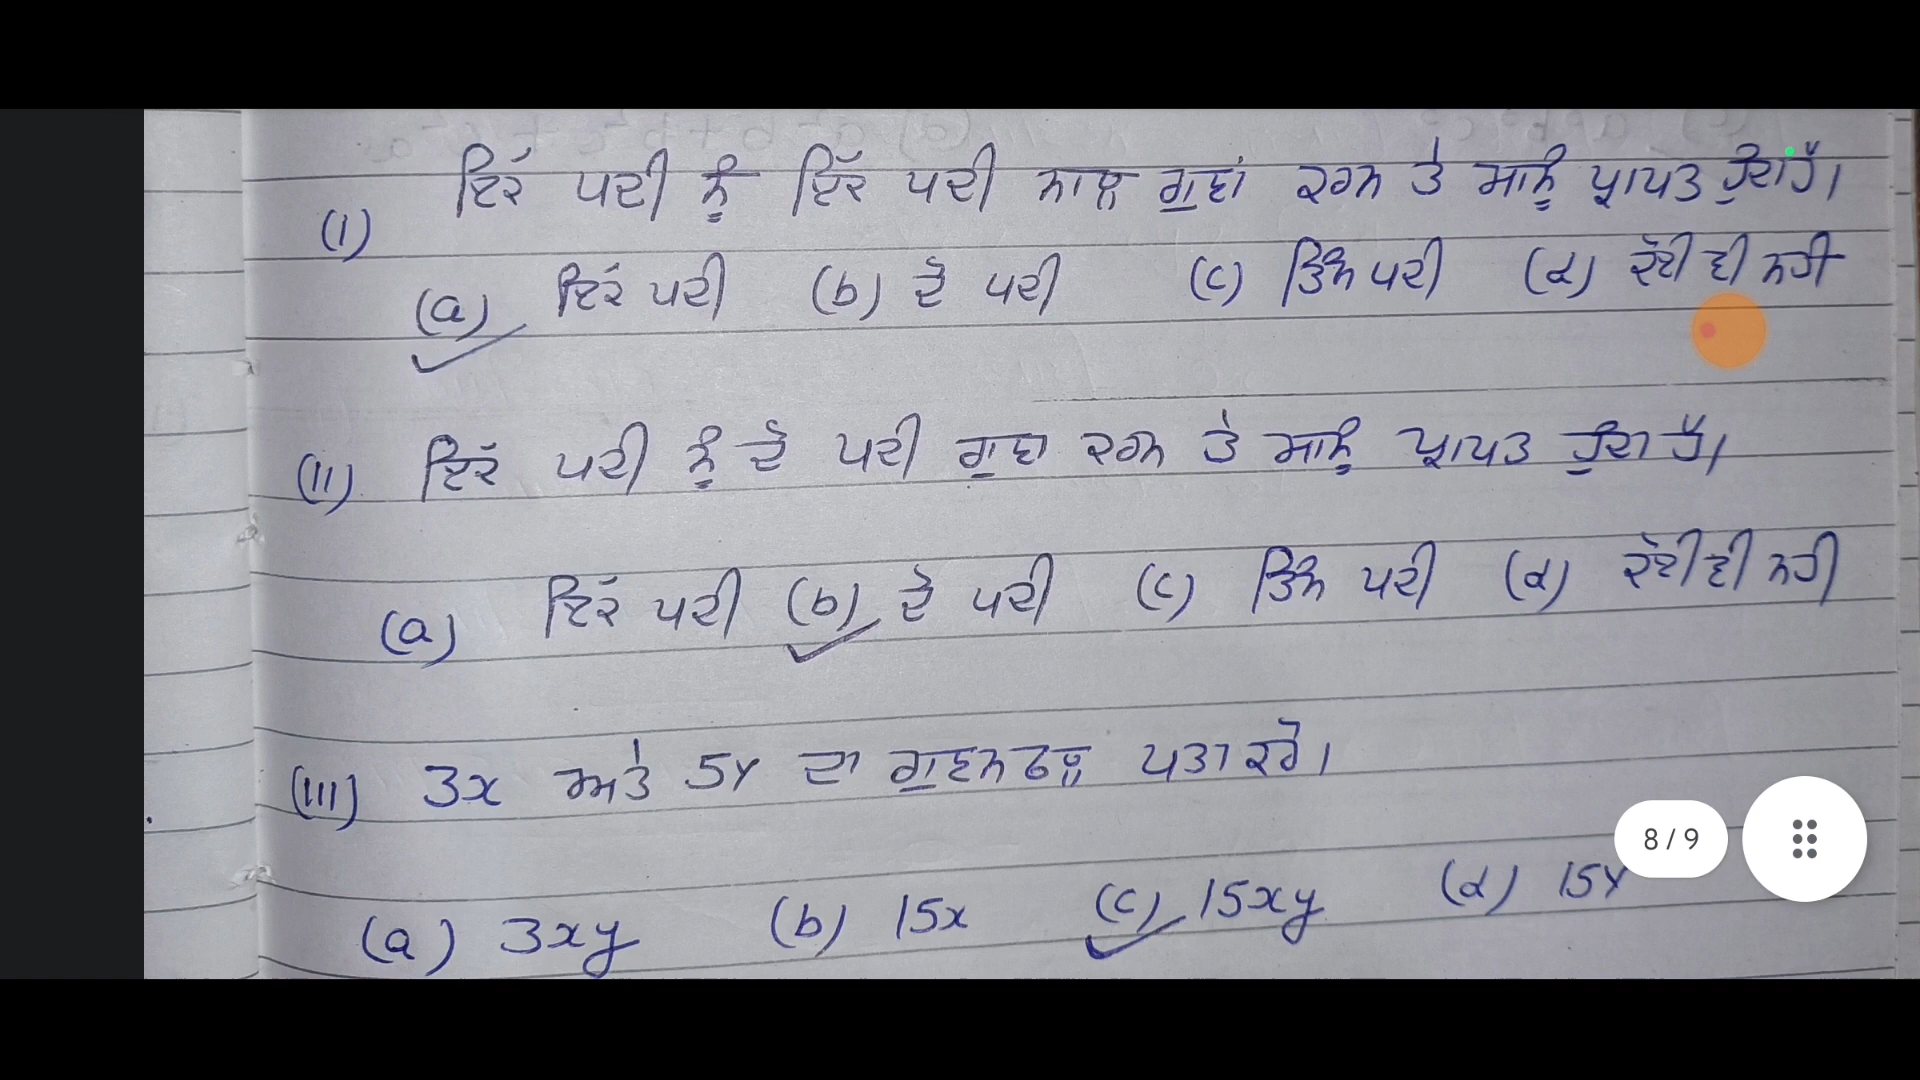 (i) ਇੱਕ ਪਦੀ ਨੂੰ ਇੱਕ ਪਦੀ ਨਾਲ ਗੁਣਾਂ ਕਰਨ ਤੇ ਸਾਨੂੰ ਪ੍ਰਾਪਤ ਹੁੰਦਾ ਹੈ।
(a) ਇੱਕ ਪਦੀ (b) ਦੋ ਪਦੀ (c) ਤਿੰਨ ਪਦੀ (d) ਕੋਈ ਵੀ ਨਹੀ
(ii) ਇੱਕ ਪਦੀ ਨੂੰ ਦੋ ਪਦੀ ਗੁਣਾ ਕਰਨ ਤੇ ਸਾਨੂੰ ਪ੍ਰਾਪਤ ਹੁੰਦਾ ਹੈ।
(a) ਇੱਕ ਪਦੀ (b) ਦੋ ਪਦੀ (c) ਤਿੰਨ ਪਦੀ (d) ਕੋਈ ਵੀ ਨਹੀ
(iii) 3x ਅਤੇ 5y ਦਾ ਗੁਣਨਫਲ ਪਤਾ ਕਰੋ।
8/9
(a) 3xy (b) 15x (c) 15xy (d) 15y